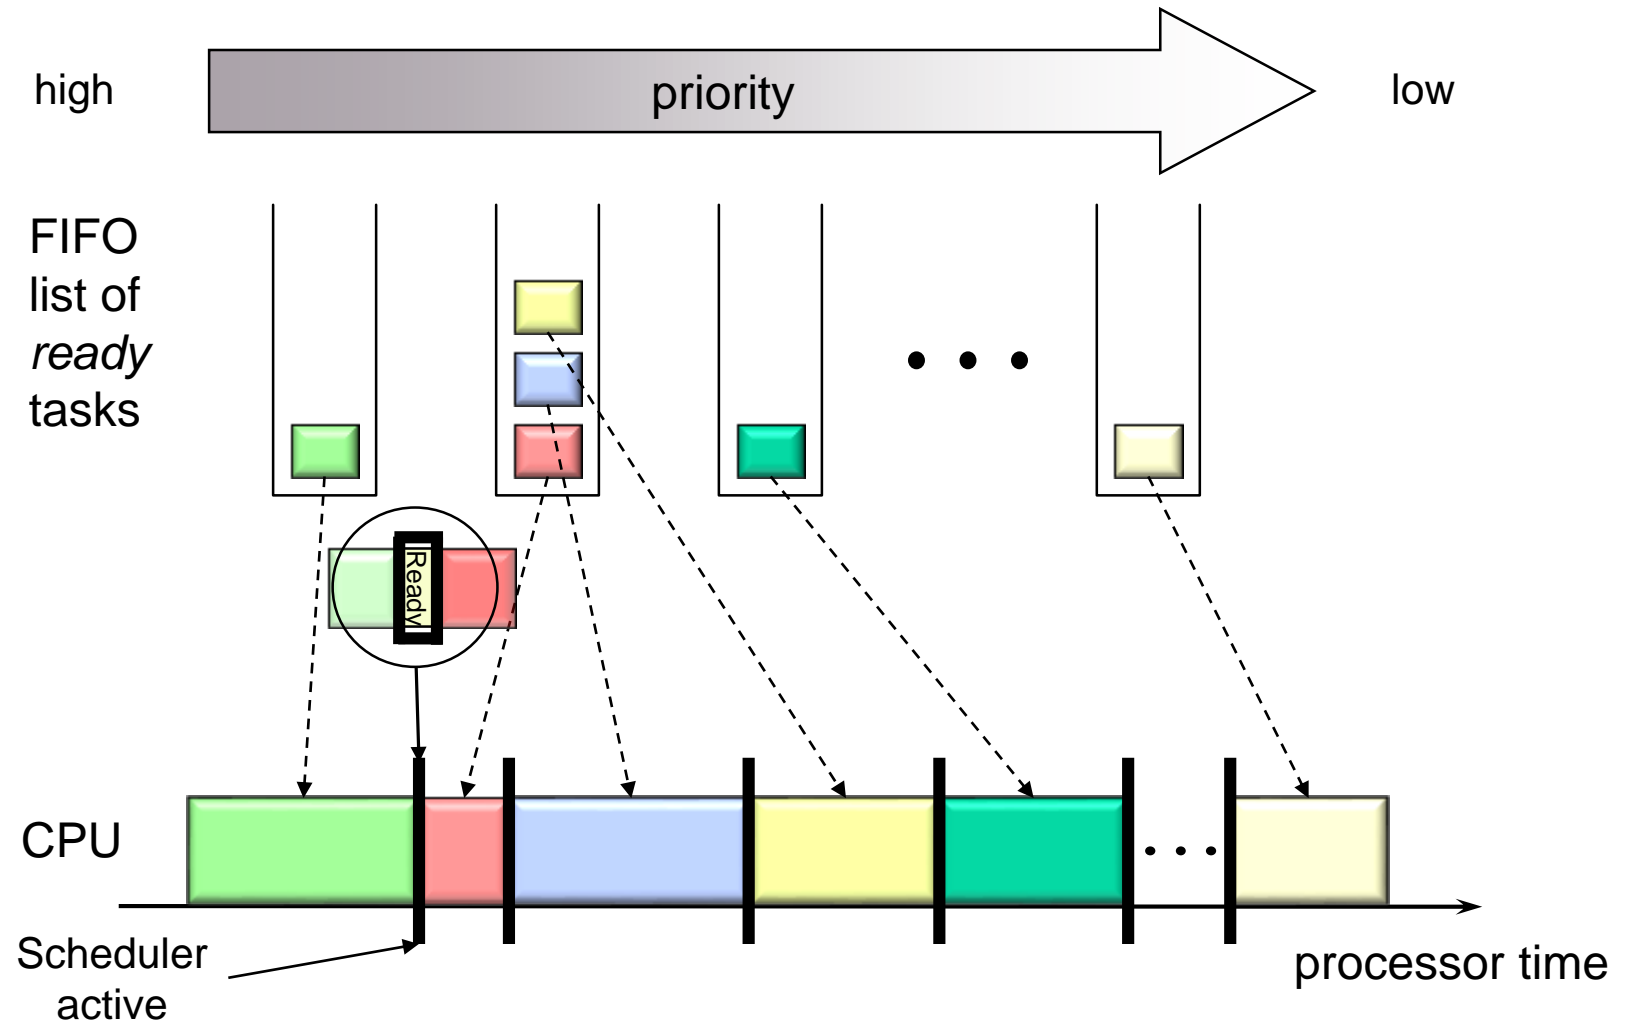 high
priority
low
FIFO
list of
ready
tasks
Ready
CPU
Scheduler
active
processor time